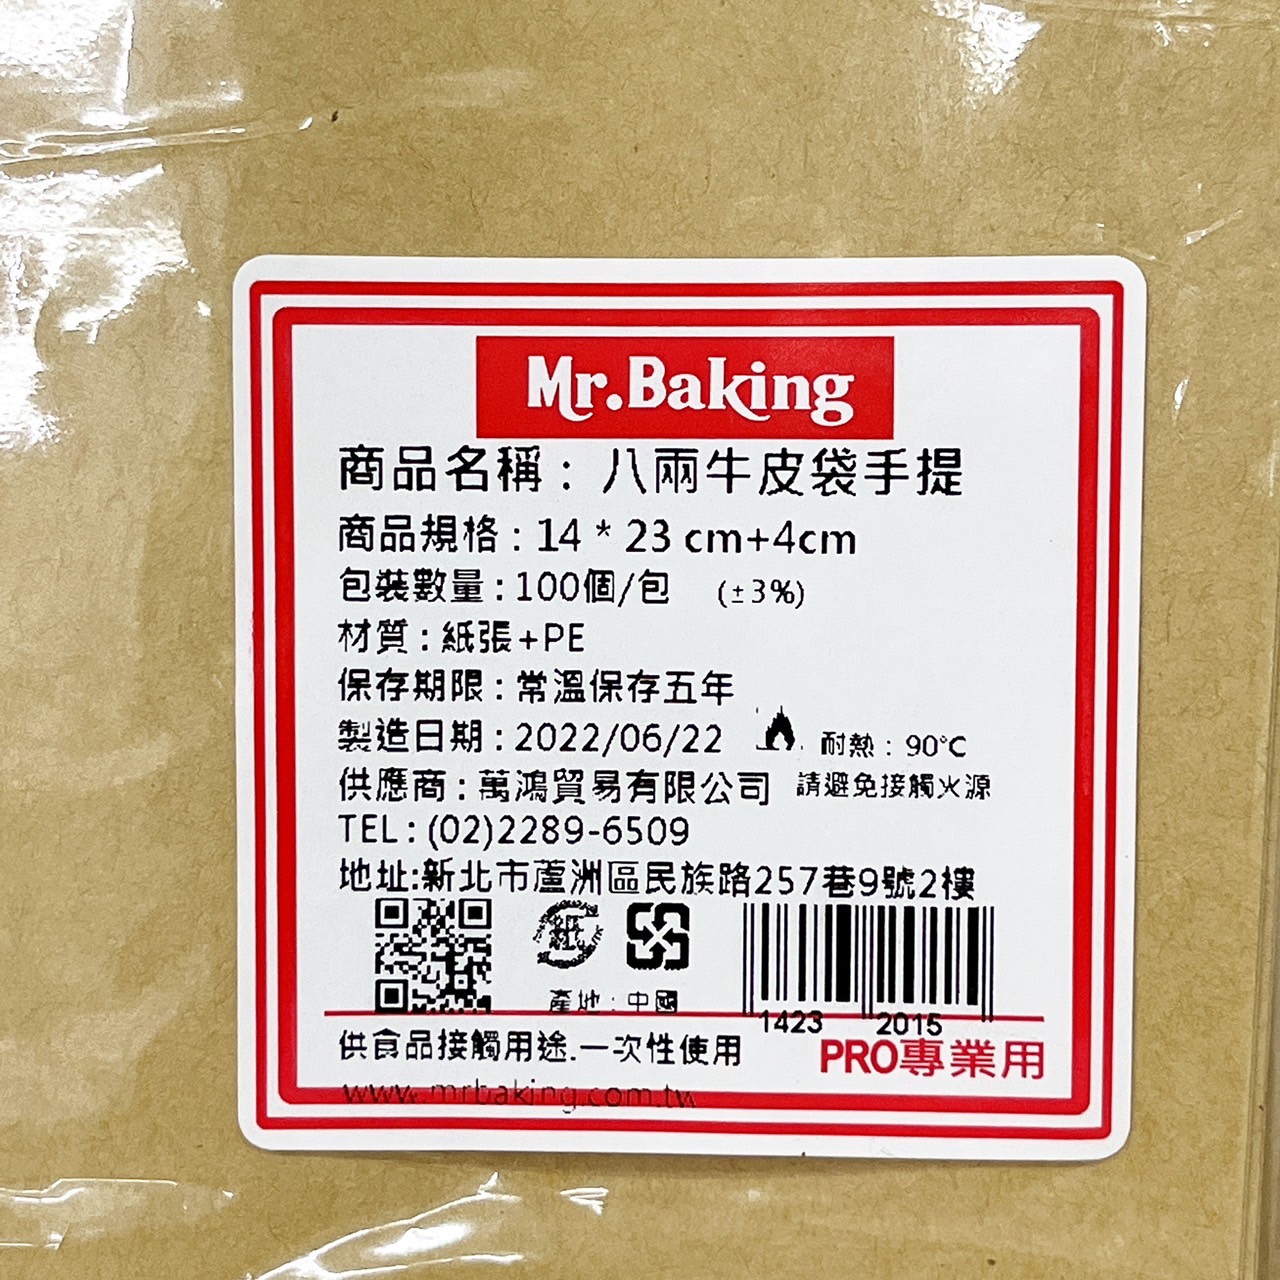 Mr.Baking
商品名稱：八兩牛皮袋手提
商品規格：14 * 23 cm+4cm
包裝數量：100個/包 （±3%）
材質：紙張+PE
保存期限：常溫保存五年
製造日期：2022/06/22 耐熱：90°C
供應商：萬鴻貿易有限公司 請避免接觸火源
TEL：(02)2289-6509
地址:新北市蘆洲區民族路257巷9號2樓
紙
產地：中國
1423 2015
供食品接觸用途.一次性使用
PRO專業用
www.mrbaking.com.tw